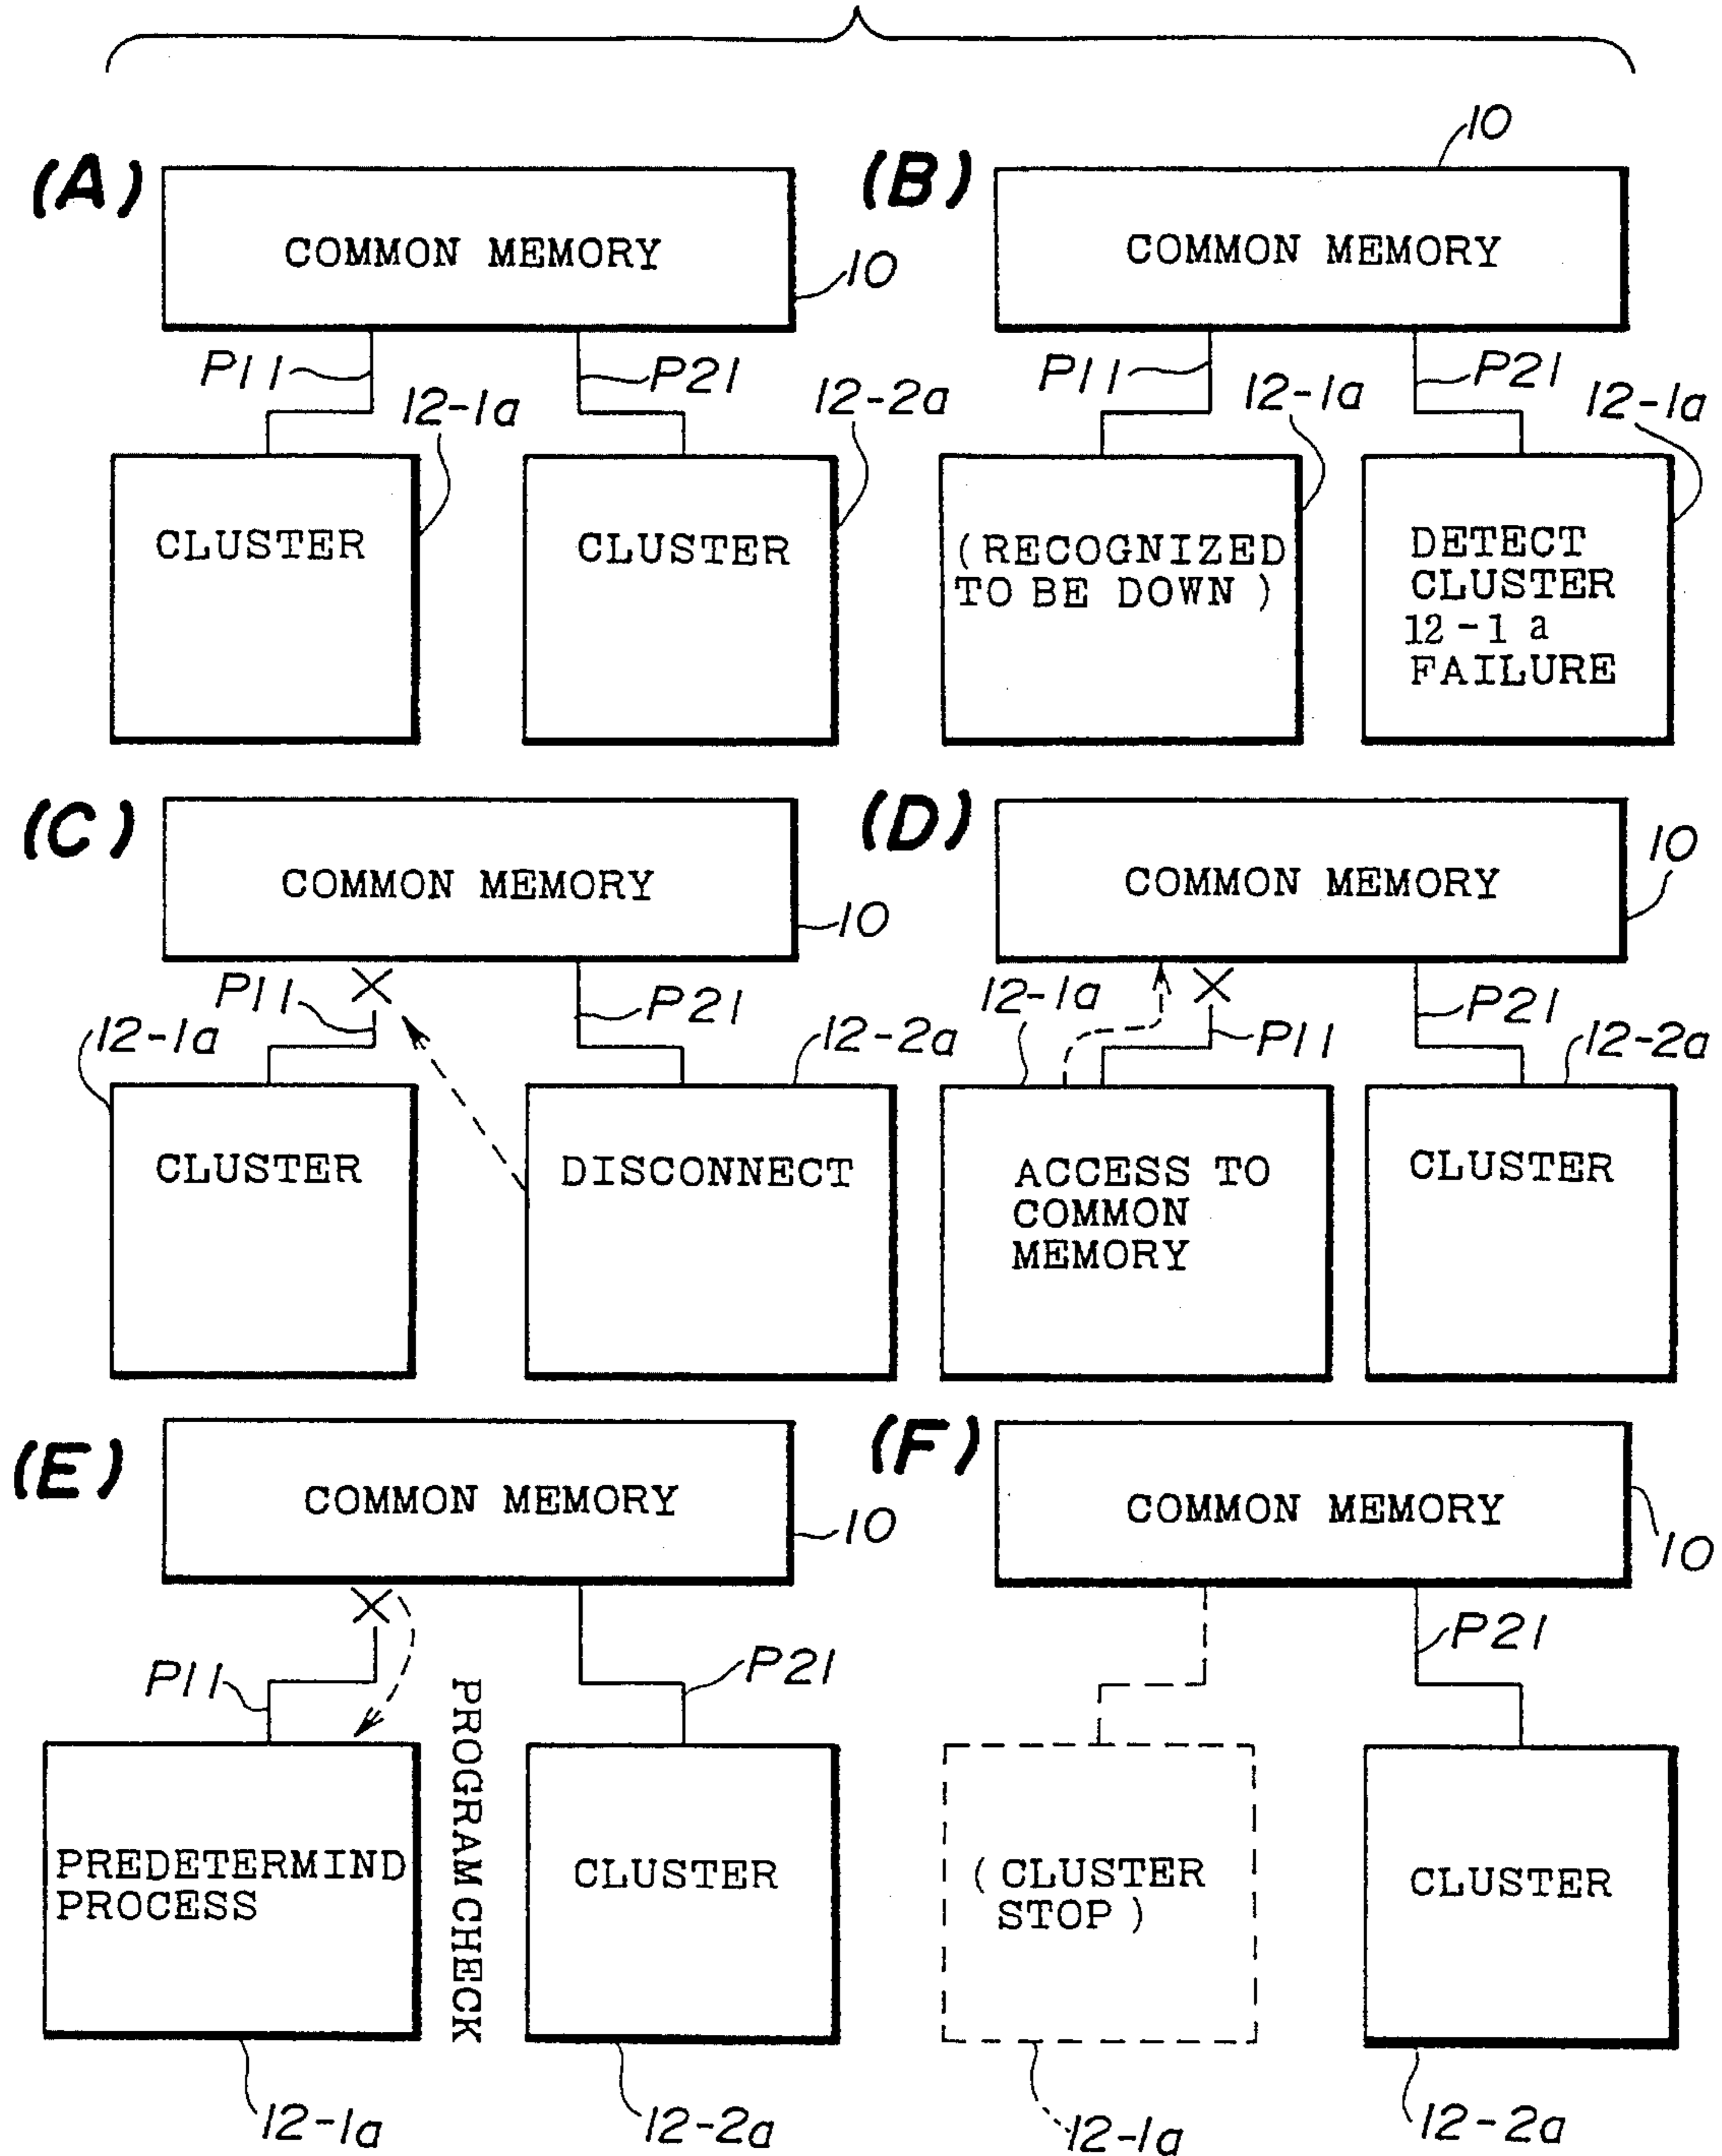 (A)
COMMON MEMORY
10
P11
P21
12-1a
12-2a
CLUSTER
CLUSTER
(B)
10
COMMON MEMORY
P11
P21
12-1a
12-1a
(RECOGNIZED
TO BE DOWN)
DETECT
CLUSTER
12-1a
FAILURE
(C)
COMMON MEMORY
10
P11
P21
12-1a
12-2a
CLUSTER
DISCONNECT
(D)
COMMON MEMORY
10
12-1a
P11
P21
12-2a
ACCESS TO
COMMON
MEMORY
CLUSTER
(E)
COMMON MEMORY
10
P11
P21
PROGRAM CHECK
PREDETERMIND
PROCESS
CLUSTER
12-1a
12-2a
(F)
COMMON MEMORY
10
P21
(CLUSTER
STOP)
CLUSTER
12-1a
12-2a